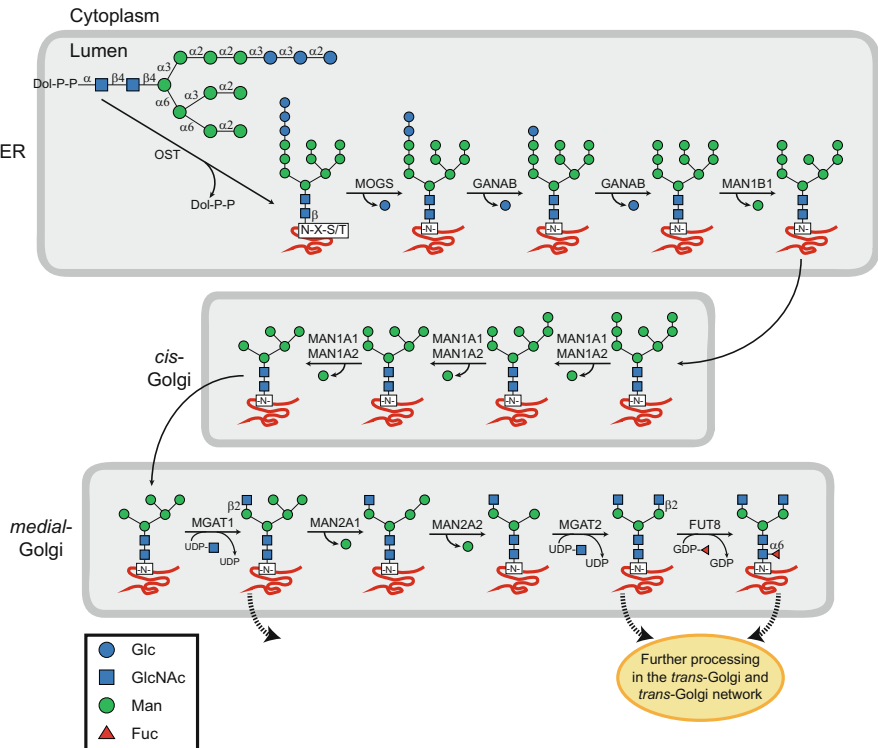 Cytoplasm
Lumen
ER
Dol-P-P
α
β4
β4
α3
α2
α2
α3
α3
α2
α6
α3
α2
α6
α2
OST
Dol-P-P
β
N-X-S/T
MOGS
-N-
GANAB
-N-
GANAB
-N-
MAN1B1
-N-
cis-
Golgi
-N-
MAN1A1
MAN1A2
-N-
MAN1A1
MAN1A2
-N-
MAN1A1
MAN1A2
-N-
medial-
Golgi
-N-
MGAT1
UDP-
UDP
β2
-N-
MAN2A1
-N-
MAN2A2
-N-
MGAT2
UDP-
UDP
β2
-N-
FUT8
GDP-
GDP
α6
-N-
Glc
GlcNAc
Man
Fuc
Further processing
in the trans-Golgi and
trans-Golgi network